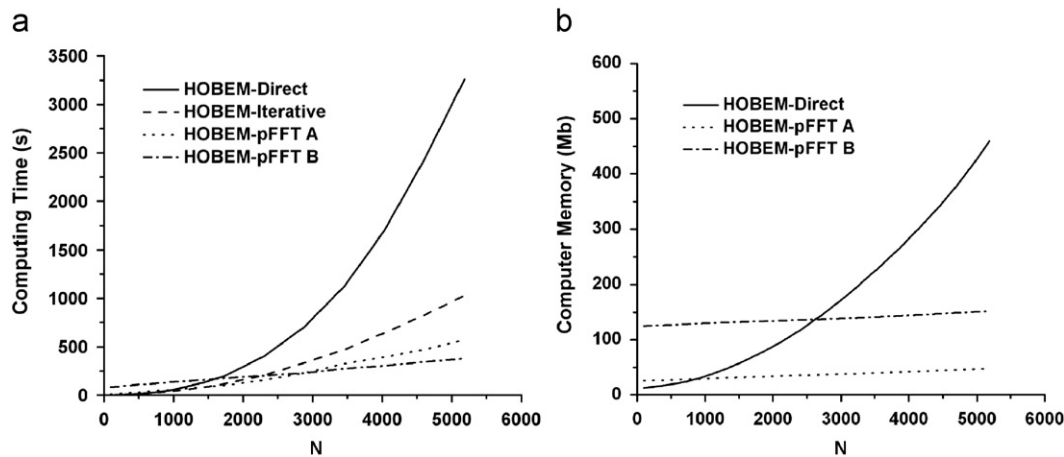 a
3500
3000
2500
2000
1500
1000
500
0
Computing Time (s)
HOBEM-Direct
HOBEM-Iterative
HOBEM-pFFT A
HOBEM-pFFT B
0 1000 2000 3000 4000 5000 6000
N
b
600
500
450
300
200
100
0
Computer Memory (Mb)
HOBEM-Direct
HOBEM-pFFT A
HOBEM-pFFT B
0 1000 2000 3000 4000 5000 6000
N